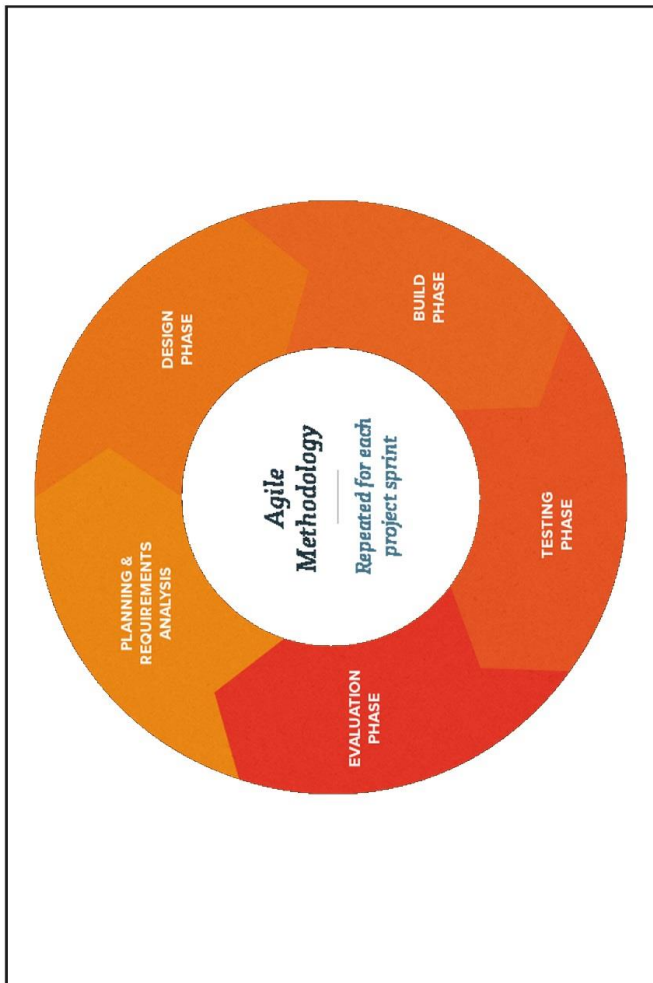 Agile
Methodology
Repeated for each
project sprint
PLANNING &
REQUIREMENTS
ANALYSIS
DESIGN
PHASE
BUILD
PHASE
TESTING
PHASE
EVALUATION
PHASE